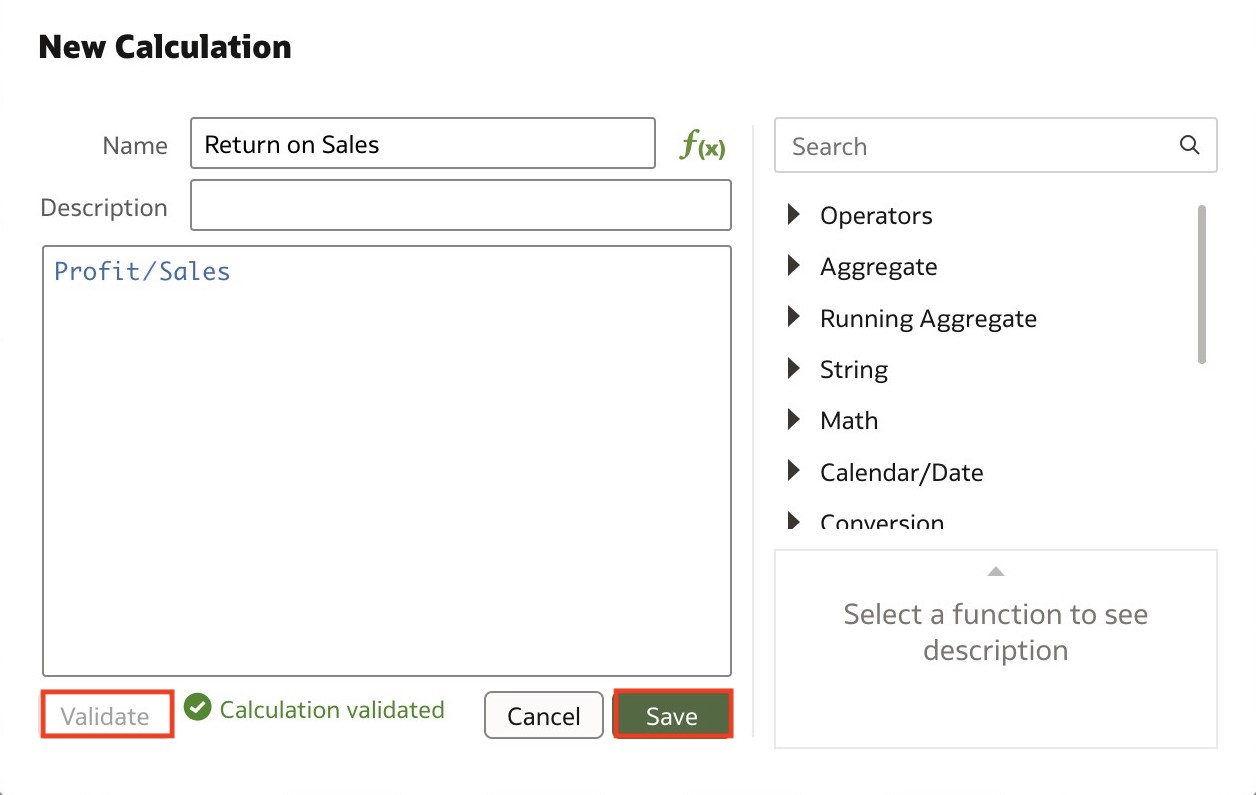 New Calculation
Name
Return on Sales
f(x)
Description
Profit/Sales
Validate
Calculation validated
Cancel
Save
Search
Operators
Aggregate
Running Aggregate
String
Math
Calendar/Date
Conversion
Select a function to see
description